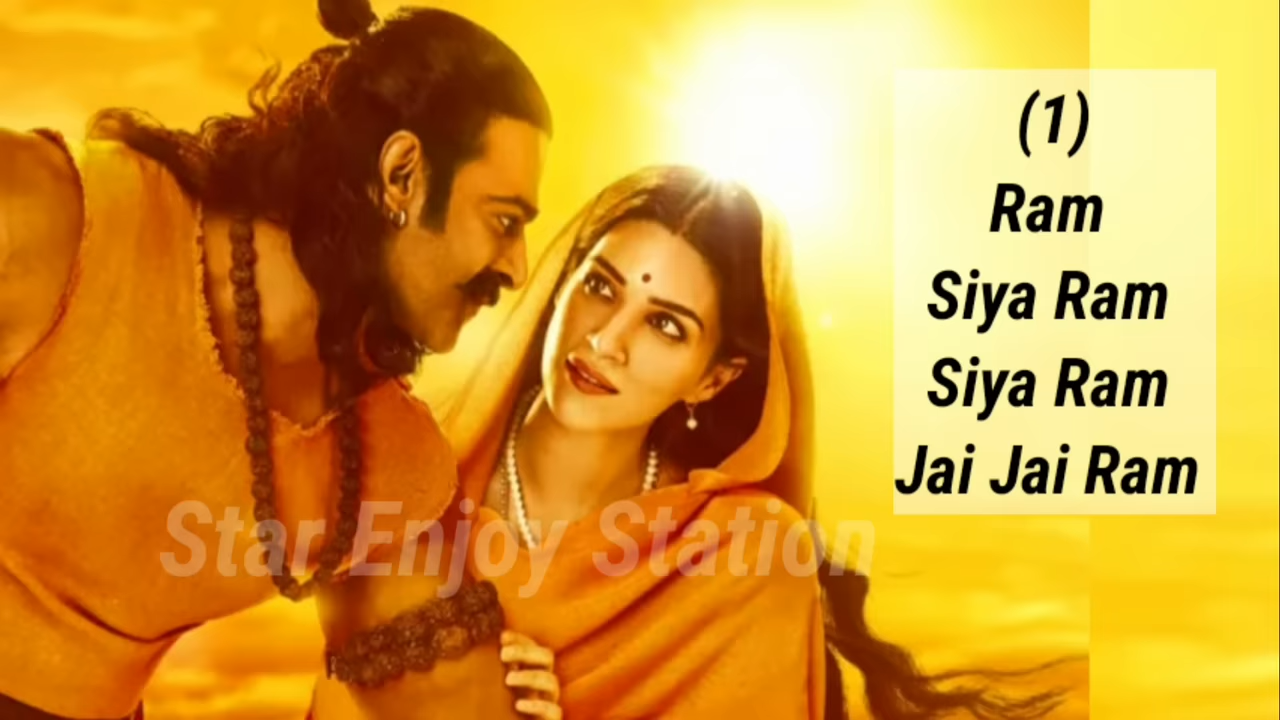 (1)
Ram
Siya Ram
Siya Ram
Jai Jai Ram
Star Enjoy Station